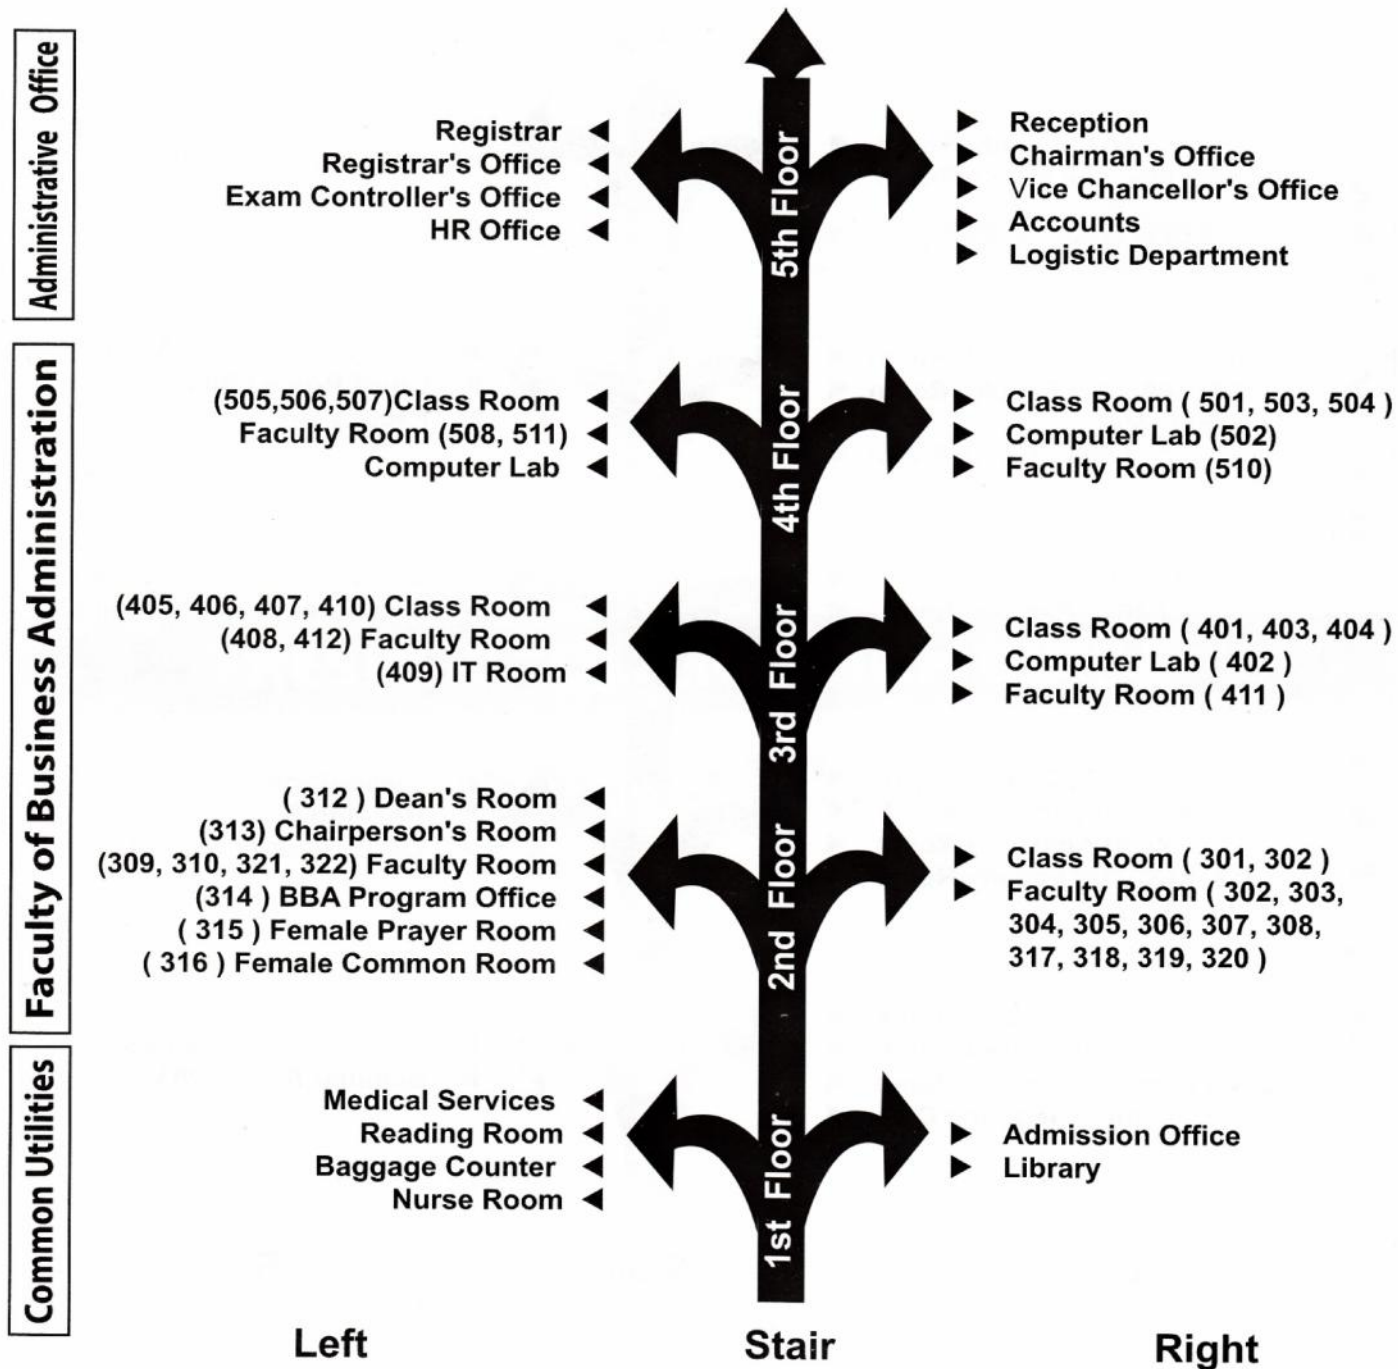 Administrative Office
Registrar
Registrar's Office
Exam Controller's Office
HR Office
5th Floor
Reception
Chairman's Office
Vice Chancellor's Office
Accounts
Logistic Department
Faculty of Business Administration
(505,506,507)Class Room
Faculty Room (508, 511)
Computer Lab
4th Floor
Class Room ( 501, 503, 504 )
Computer Lab (502)
Faculty Room (510)
(405, 406, 407, 410) Class Room
(408, 412) Faculty Room
(409) IT Room
3rd Floor
Class Room ( 401, 403, 404 )
Computer Lab ( 402 )
Faculty Room ( 411 )
( 312 ) Dean's Room
(313) Chairperson's Room
(309, 310, 321, 322) Faculty Room
(314 ) BBA Program Office
( 315 ) Female Prayer Room
( 316 ) Female Common Room
2nd Floor
Class Room ( 301, 302 )
Faculty Room ( 302, 303,
304, 305, 306, 307, 308,
317, 318, 319, 320 )
Common Utilities
Medical Services
Reading Room
Baggage Counter
Nurse Room
1st Floor
Admission Office
Library
Left
Stair
Right